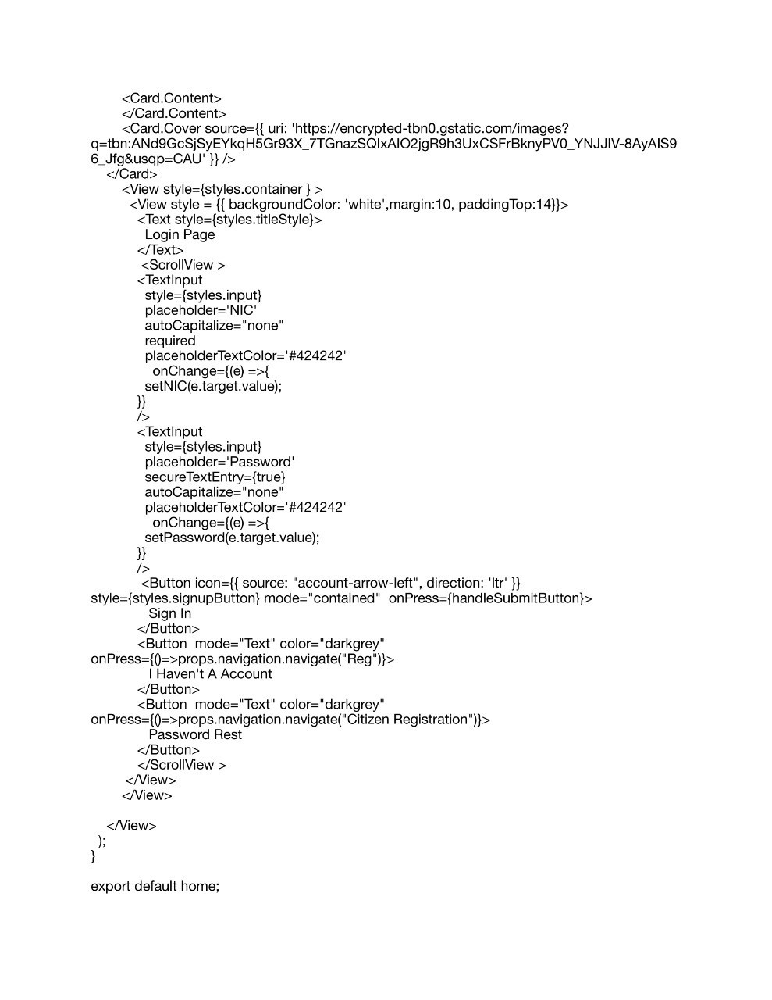 <Card.Content>
</Card.Content>
<Card.Cover source={{ uri: 'https://encrypted-tbn0.gstatic.com/images?
q=tbn:ANd9GcSjSyEYkqH5Gr93X_7TGnazSQIxAIO2jgR9h3UxCSFrBknyPV0_YNJJIV-8AyAIS9
6_Jfg&usqp=CAU' }} />
</Card>
<View style={styles.container } >
<View style = {{ backgroundColor: 'white',margin:10, paddingTop:14}}>
<Text style={styles.titleStyle}>
Login Page
</Text>
<ScrollView >
<TextInput
style={styles.input}
placeholder='NIC'
autoCapitalize="none"
required
placeholderTextColor='#424242'
onChange={(e) =>{
setNIC(e.target.value);
}}
/>
<TextInput
style={styles.input}
placeholder='Password'
secureTextEntry={true}
autoCapitalize="none"
placeholderTextColor='#424242'
onChange={(e) =>{
setPassword(e.target.value);
}}
/>
<Button icon={{ source: "account-arrow-left", direction: 'ltr' }}
style={styles.signupButton} mode="contained"  onPress={handleSubmitButton}>
Sign In
</Button>
<Button  mode="Text" color="darkgrey"
onPress={()=>props.navigation.navigate("Reg")}>
I Haven't A Account
</Button>
<Button  mode="Text" color="darkgrey"
onPress={()=>props.navigation.navigate("Citizen Registration")}>
Password Rest
</Button>
</ScrollView >
</View>
</View>
</View>
);
}
export default home;